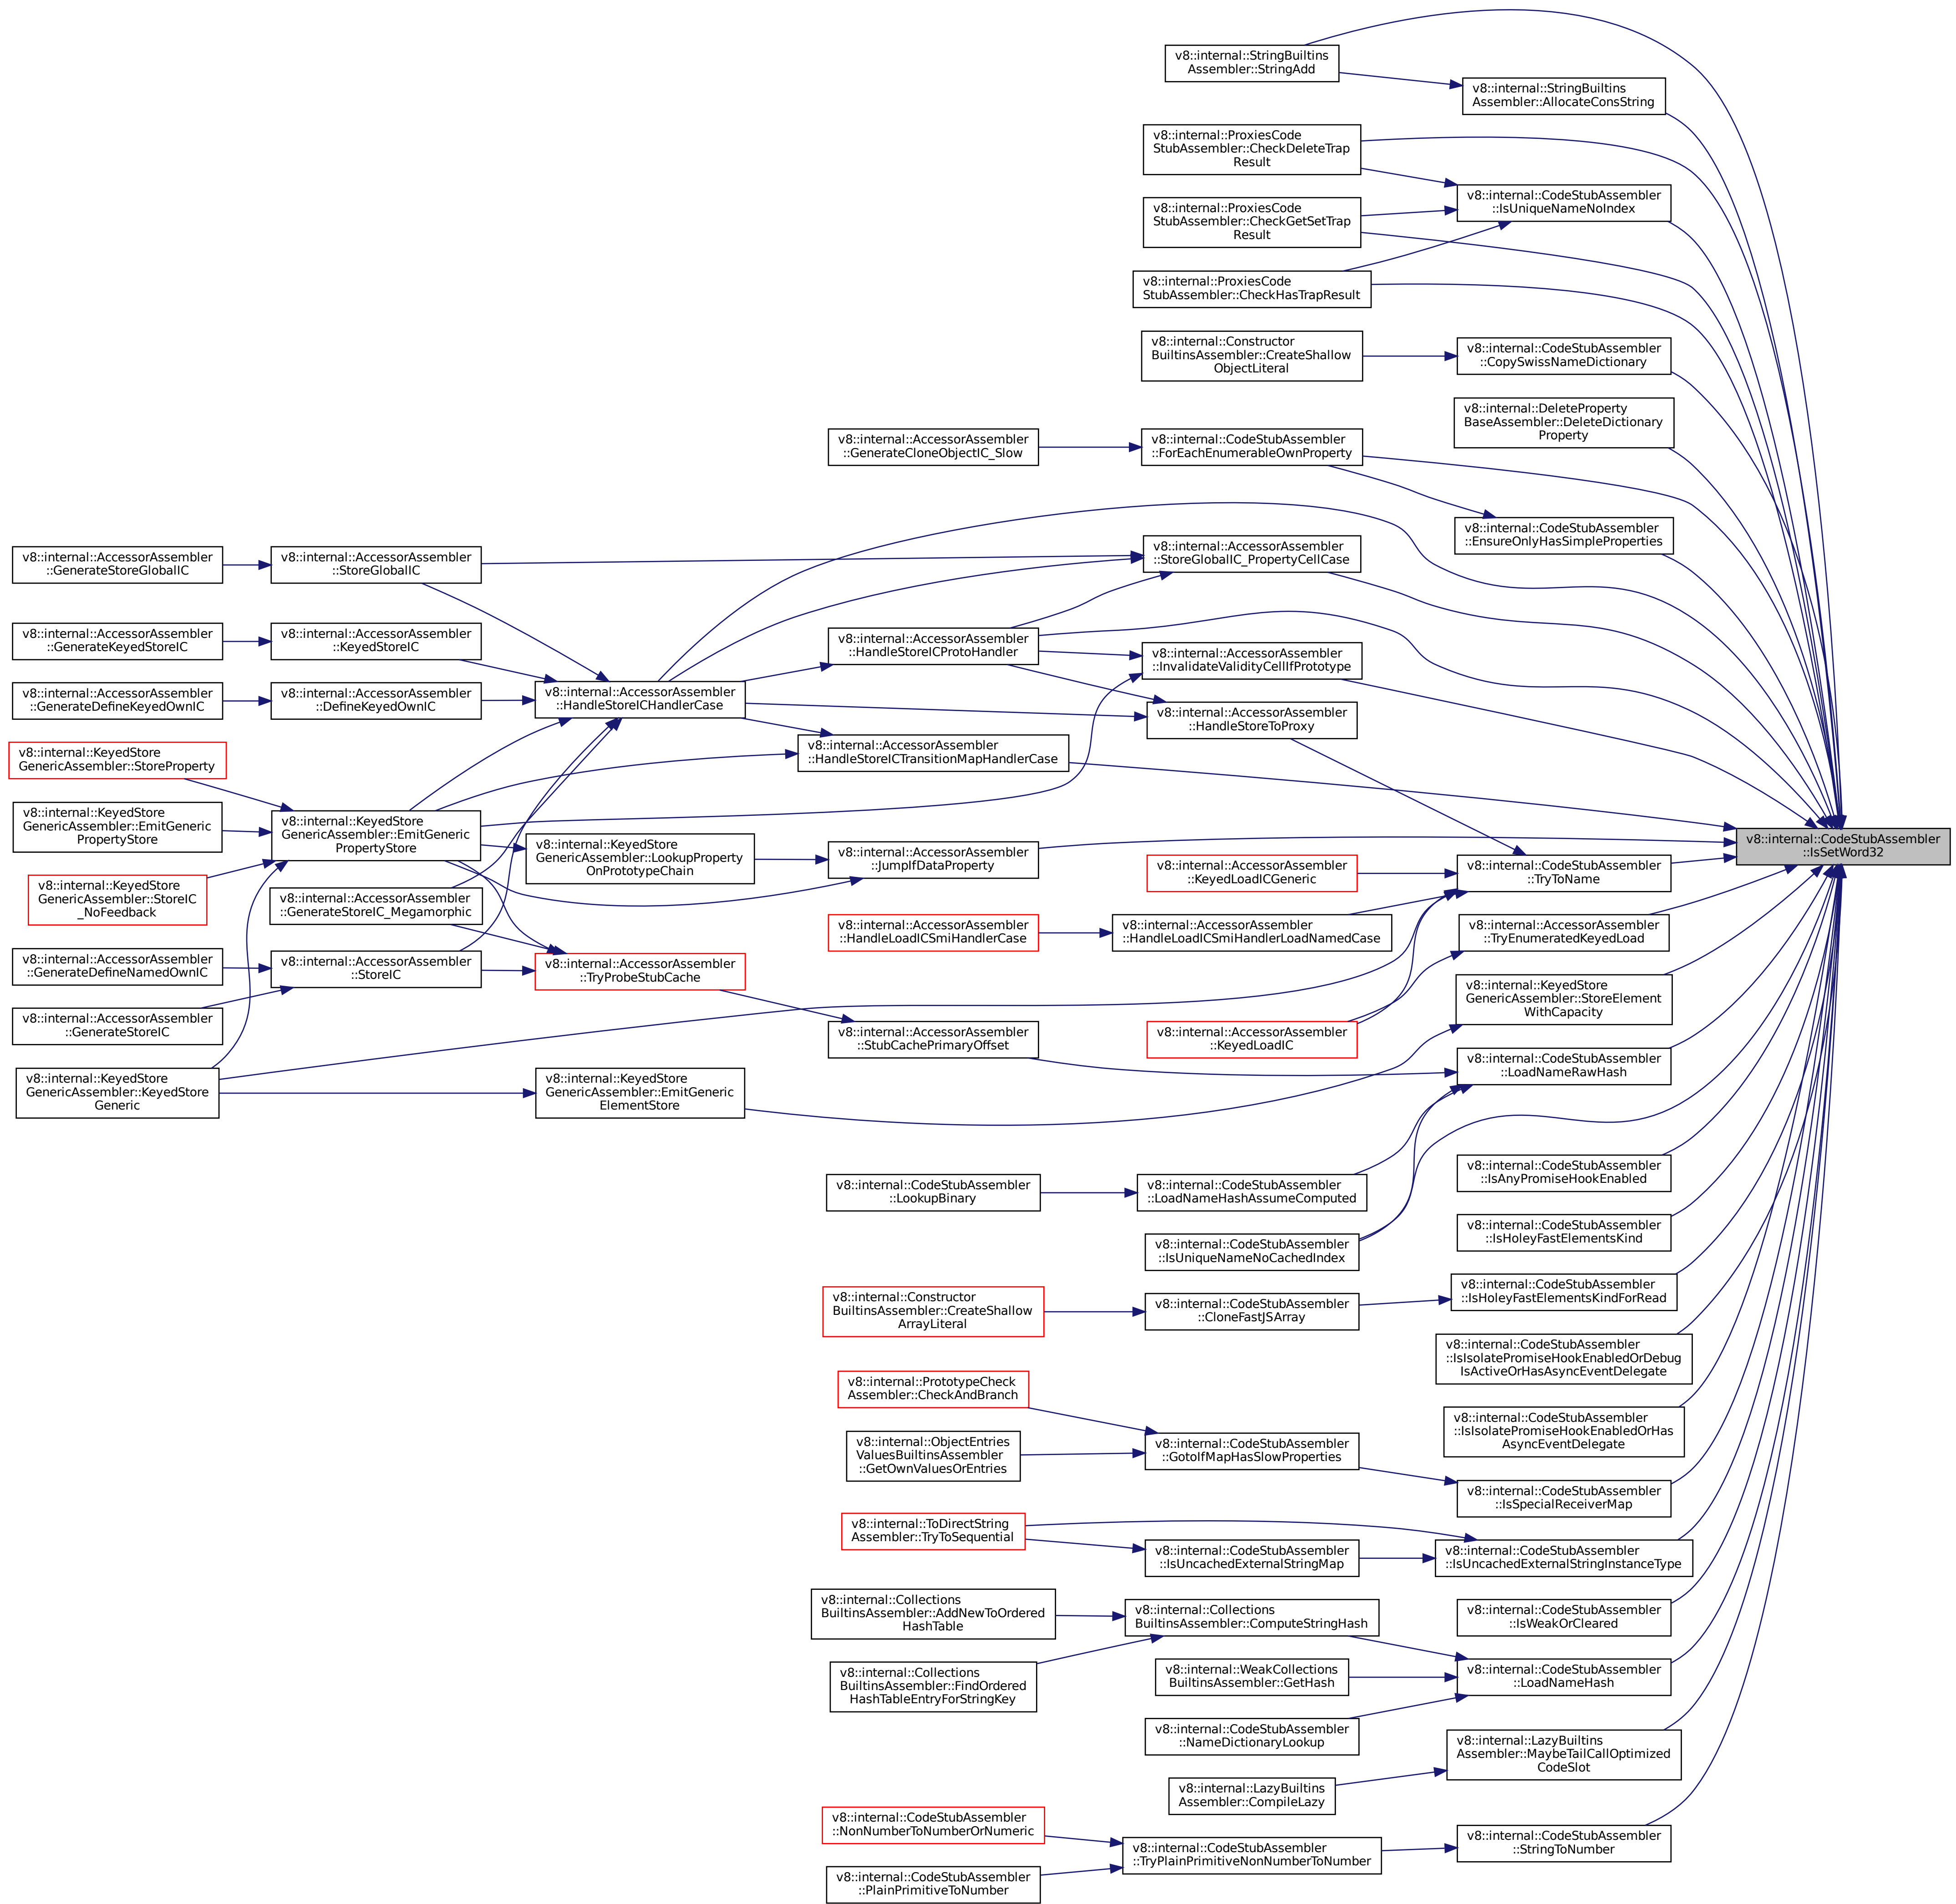 v8::internal::StringBuiltins
Assembler::StringAdd
v8::internal::StringBuiltins
Assembler::AllocateConsString
v8::internal::ProxiesCode
StubAssembler::CheckDeleteTrap
Result
v8::internal::CodeStubAssembler
::IsUniqueNameNoIndex
v8::internal::ProxiesCode
StubAssembler::CheckGetSetTrap
Result
v8::internal::ProxiesCode
StubAssembler::CheckHasTrapResult
v8::internal::Constructor
BuiltinsAssembler::CreateShallow
ObjectLiteral
v8::internal::CodeStubAssembler
::CopySwissNameDictionary
v8::internal::DeleteProperty
BaseAssembler::DeleteDictionary
Property
v8::internal::AccessorAssembler
::GenerateCloneObjectIC_Slow
v8::internal::CodeStubAssembler
::ForEachEnumerableOwnProperty
v8::internal::CodeStubAssembler
::EnsureOnlyHasSimpleProperties
v8::internal::AccessorAssembler
::GenerateStoreGlobalIC
v8::internal::AccessorAssembler
::StoreGlobalIC
v8::internal::AccessorAssembler
::StoreGlobalIC_PropertyCellCase
v8::internal::AccessorAssembler
::GenerateKeyedStoreIC
v8::internal::AccessorAssembler
::KeyedStoreIC
v8::internal::AccessorAssembler
::HandleStoreICProtoHandler
v8::internal::AccessorAssembler
::InvalidateValidityCellIfPrototype
v8::internal::AccessorAssembler
::GenerateDefineKeyedOwnIC
v8::internal::AccessorAssembler
::DefineKeyedOwnIC
v8::internal::AccessorAssembler
::HandleStoreICHandlerCase
v8::internal::AccessorAssembler
::HandleStoreToProxy
v8::internal::KeyedStore
GenericAssembler::StoreProperty
v8::internal::AccessorAssembler
::HandleStoreICTransitionMapHandlerCase
v8::internal::KeyedStore
GenericAssembler::EmitGeneric
PropertyStore
v8::internal::KeyedStore
GenericAssembler::EmitGeneric
PropertyStore
v8::internal::KeyedStore
GenericAssembler::LookupProperty
OnPrototypeChain
v8::internal::AccessorAssembler
::JumpIfDataProperty
v8::internal::CodeStubAssembler
::IsSetWord32
v8::internal::KeyedStore
GenericAssembler::StoreIC
_NoFeedback
v8::internal::AccessorAssembler
::GenerateStoreIC_Megamorphic
v8::internal::AccessorAssembler
::KeyedLoadICGeneric
v8::internal::CodeStubAssembler
::TryToName
v8::internal::AccessorAssembler
::HandleLoadICSmiHandlerCase
v8::internal::AccessorAssembler
::HandleLoadICSmiHandlerLoadNamedCase
v8::internal::AccessorAssembler
::TryEnumeratedKeyedLoad
v8::internal::AccessorAssembler
::GenerateDefineNamedOwnIC
v8::internal::AccessorAssembler
::StoreIC
v8::internal::AccessorAssembler
::TryProbeStubCache
v8::internal::KeyedStore
GenericAssembler::StoreElement
WithCapacity
v8::internal::AccessorAssembler
::GenerateStoreIC
v8::internal::AccessorAssembler
::StubCachePrimaryOffset
v8::internal::AccessorAssembler
::KeyedLoadIC
v8::internal::CodeStubAssembler
::LoadNameRawHash
v8::internal::KeyedStore
GenericAssembler::KeyedStore
Generic
v8::internal::KeyedStore
GenericAssembler::EmitGeneric
ElementStore
v8::internal::CodeStubAssembler
::IsAnyPromiseHookEnabled
v8::internal::CodeStubAssembler
::LookupBinary
v8::internal::CodeStubAssembler
::LoadNameHashAssumeComputed
v8::internal::CodeStubAssembler
::IsHoleyFastElementsKind
v8::internal::CodeStubAssembler
::IsUniqueNameNoCachedIndex
v8::internal::CodeStubAssembler
::IsHoleyFastElementsKindForRead
v8::internal::Constructor
BuiltinsAssembler::CreateShallow
ArrayLiteral
v8::internal::CodeStubAssembler
::CloneFastJSArray
v8::internal::CodeStubAssembler
::IsIsolatePromiseHookEnabledOrDebug
IsActiveOrHasAsyncEventDelegate
v8::internal::PrototypeCheck
Assembler::CheckAndBranch
v8::internal::CodeStubAssembler
::IsIsolatePromiseHookEnabledOrHas
AsyncEventDelegate
v8::internal::ObjectEntries
ValuesBuiltinsAssembler
::GetOwnValuesOrEntries
v8::internal::CodeStubAssembler
::GotoIfMapHasSlowProperties
v8::internal::CodeStubAssembler
::IsSpecialReceiverMap
v8::internal::ToDirectString
Assembler::TryToSequential
v8::internal::CodeStubAssembler
::IsUncachedExternalStringMap
v8::internal::CodeStubAssembler
::IsUncachedExternalStringInstanceType
v8::internal::Collections
BuiltinsAssembler::AddNewToOrdered
HashTable
v8::internal::Collections
BuiltinsAssembler::ComputeStringHash
v8::internal::CodeStubAssembler
::IsWeakOrCleared
v8::internal::Collections
BuiltinsAssembler::FindOrdered
HashTableEntryForStringKey
v8::internal::WeakCollections
BuiltinsAssembler::GetHash
v8::internal::CodeStubAssembler
::LoadNameHash
v8::internal::CodeStubAssembler
::NameDictionaryLookup
v8::internal::LazyBuiltins
Assembler::MaybeTailCallOptimized
CodeSlot
v8::internal::LazyBuiltins
Assembler::CompileLazy
v8::internal::CodeStubAssembler
::NonNumberToNumberOrNumeric
v8::internal::CodeStubAssembler
::TryPlainPrimitiveNonNumberToNumber
v8::internal::CodeStubAssembler
::StringToNumber
v8::internal::CodeStubAssembler
::PlainPrimitiveToNumber